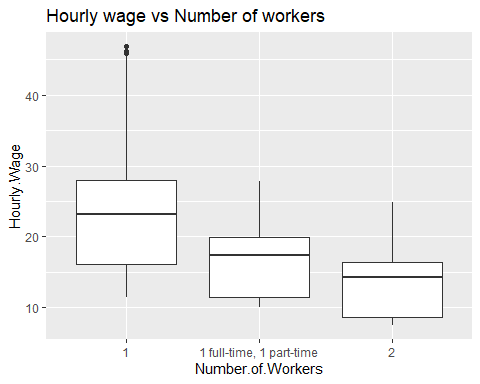 Hourly wage vs Number of workers
Hourly.Wage
40
30
20
10
1
1 full-time, 1 part-time
2
Number.of.Workers